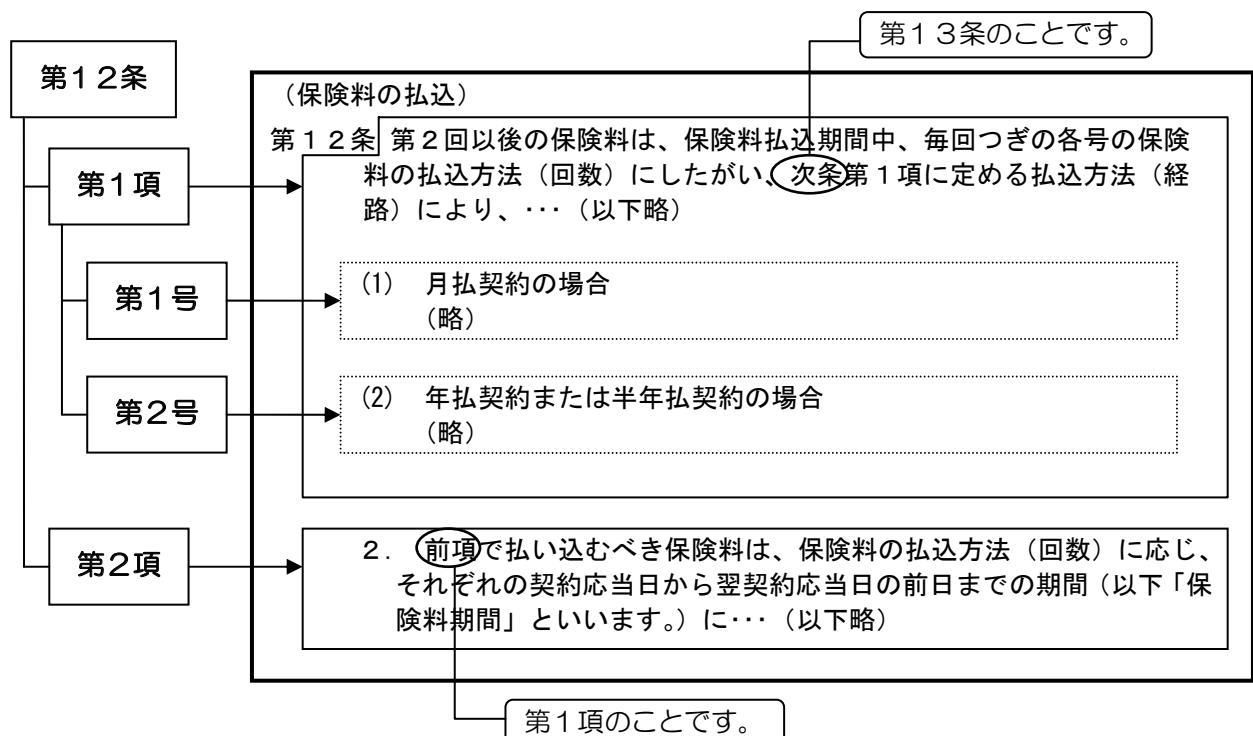 第１３条のことです。
第１２条
（保険料の払込）
第１２条 第２回以後の保険料は、保険料払込期間中、毎回つぎの各号の保険
料の払込方法（回数）にしたがい、次条第１項に定める払込方法（経
路）により、･･･（以下略）
第１項
第１号
(1)　月払契約の場合
（略）
第２号
(2)　年払契約または半年払契約の場合
（略）
第２項
２．前項で払い込むべき保険料は、保険料の払込方法（回数）に応じ、
それぞれの契約応当日から翌契約応当日の前日までの期間（以下「保
険料期間」といいます。）に･･･（以下略）
第１項のことです。